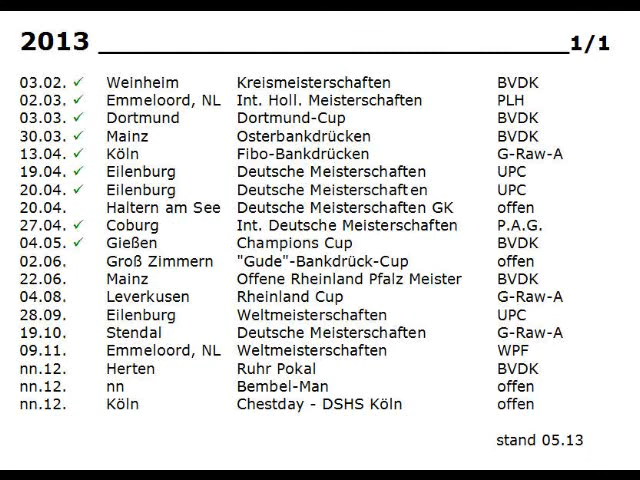 2013 ___________________________________1/1
03.02. ✓ Weinheim Kreismeisterschaften BVDK
02.03. ✓ Emmeloord, NL Int. Holl. Meisterschaften PLH
03.03. ✓ Dortmund Dortmund-Cup BVDK
30.03. ✓ Mainz Osterbankdrücken BVDK
13.04. ✓ Köln Fibo-Bankdrücken G-Raw-A
19.04. ✓ Eilenburg Deutsche Meisterschaften UPC
20.04. ✓ Eilenburg Deutsche Meisterschaften UPC
20.04. Haltern am See Deutsche Meisterschaften GK offen
27.04. ✓ Coburg Int. Deutsche Meisterschaften P.A.G.
04.05. ✓ Gießen Champions Cup BVDK
02.06. Groß Zimmern "Gude"-Bankdrück-Cup offen
22.06. Mainz Offene Rheinland Pfalz Meister BVDK
04.08. Leverkusen Rheinland Cup G-Raw-A
28.09. Eilenburg Weltmeisterschaften UPC
19.10. Stendal Deutsche Meisterschaften G-Raw-A
09.11. Emmeloord, NL Weltmeisterschaften WPF
nn.12. Herten Ruhr Pokal BVDK
nn.12. nn Bembel-Man offen
nn.12. Köln Chestday - DSHS Köln offen
stand 05.13